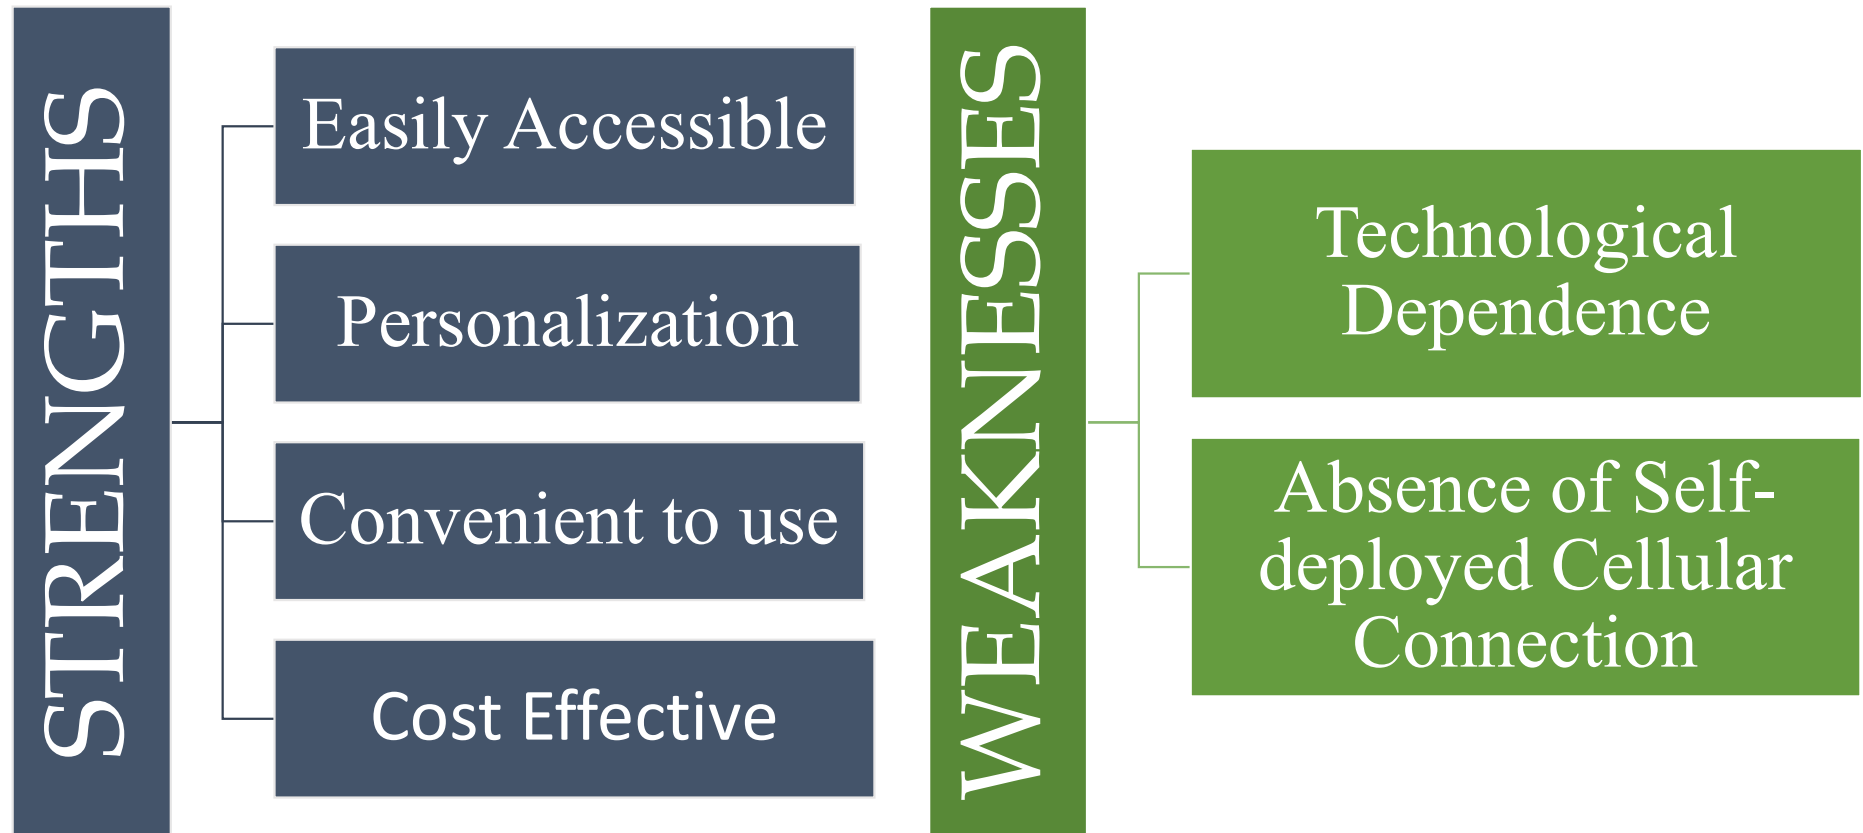 STRENGTHS
Easily Accessible
Personalization
Convenient to use
Cost Effective
WEAKNESSES
Technological
Dependence
Absence of Self-
deployed Cellular
Connection